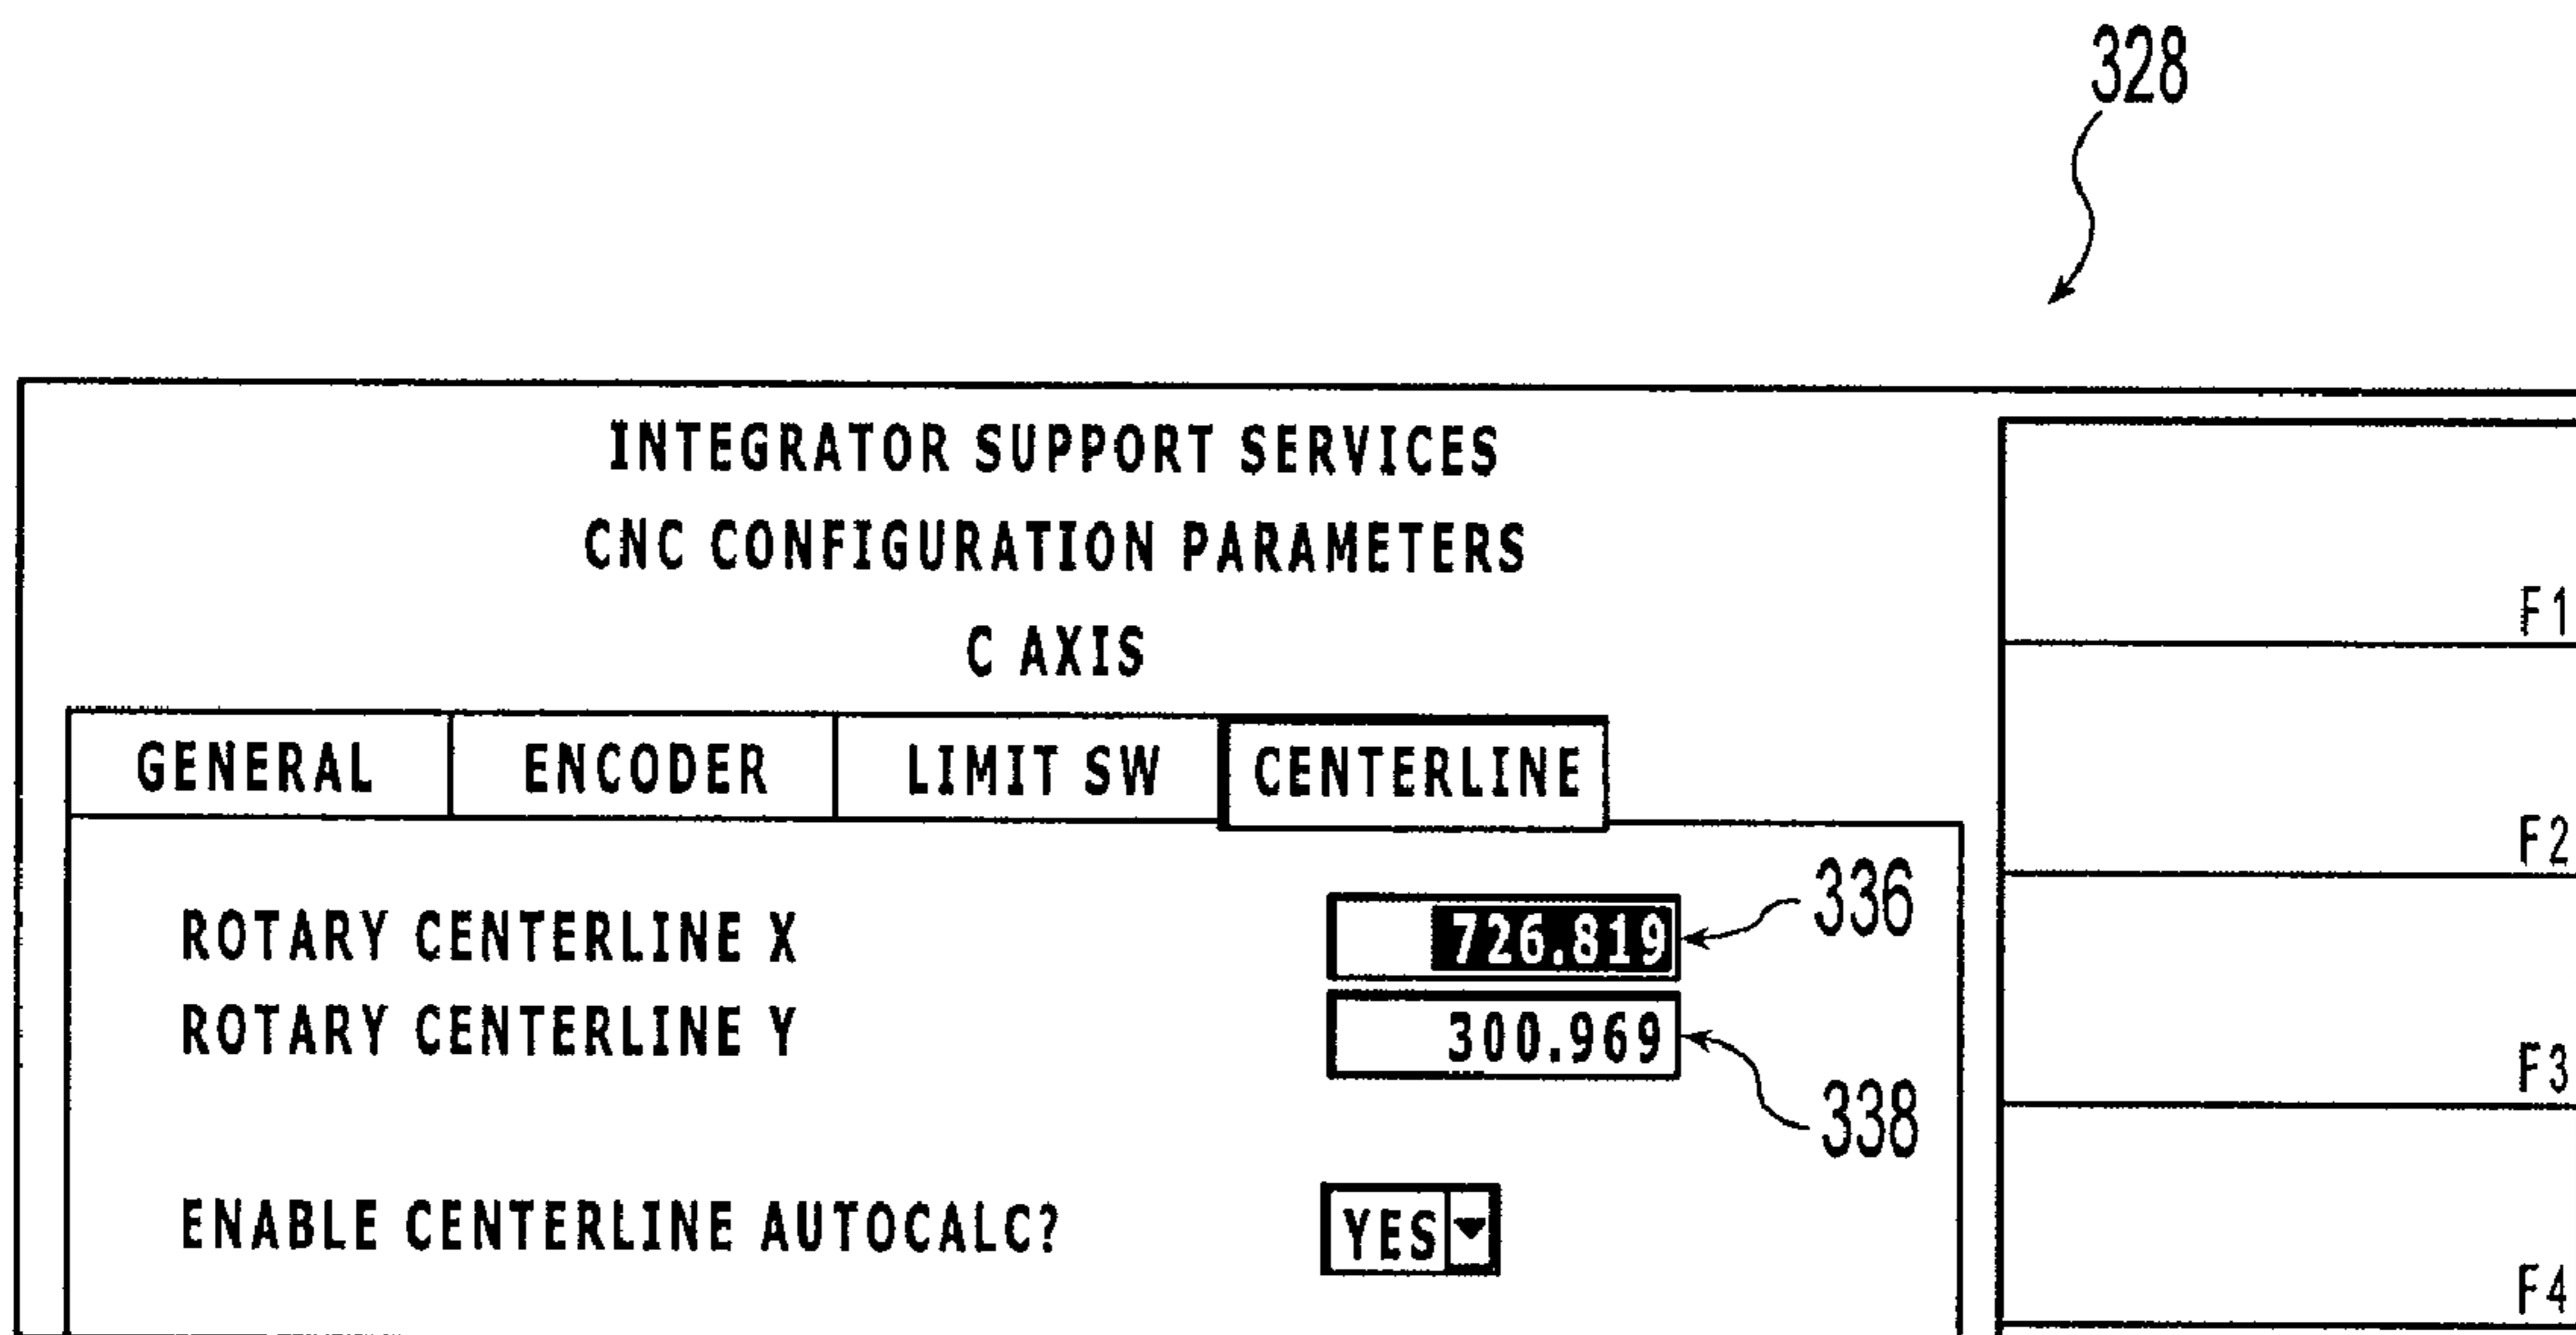 328
INTEGRATOR SUPPORT SERVICES
CNC CONFIGURATION PARAMETERS
C AXIS
GENERAL ENCODER LIMIT SW CENTERLINE
ROTARY CENTERLINE X 726.819 336
ROTARY CENTERLINE Y 300.969
338
ENABLE CENTERLINE AUTOCALC? YES
F1
F2
F3
F4